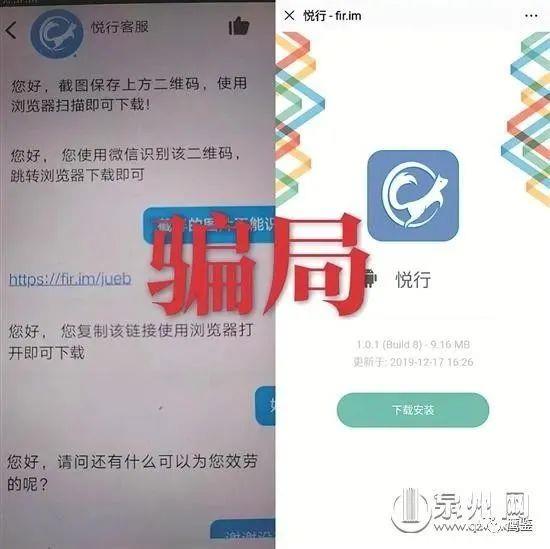 悦行客服
您好，截图保存上方二维码，使用
浏览器扫描即可下载!
您好， 您使用微信识别该二维码，
跳转浏览器下载即可
https://fir.im/jueb
您好， 您复制该链接使用浏览器打
开即可下载
您好，请问还有什么可以为您效劳
的呢?
骗局
悦行 - fir.im
悦行
1.0.1 (Build 8) - 9.16 MB
更新于: 2019-12-17 16:26
下载安装
泉州网